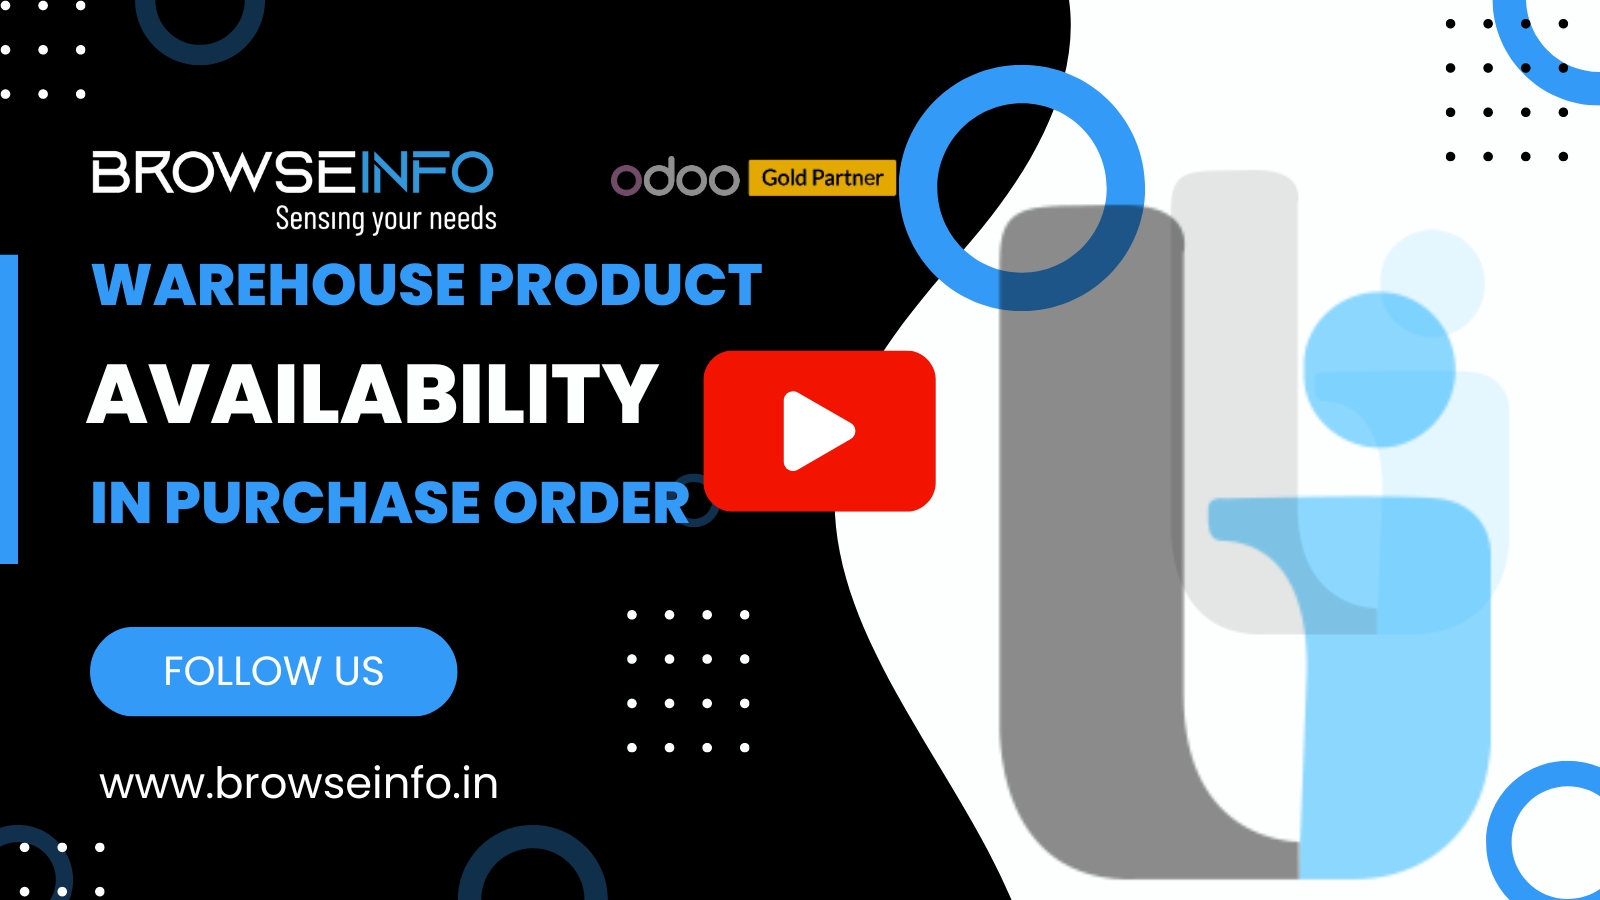 BROWSEINFO
Sensing your needs
odoo Gold Partner
WAREHOUSE PRODUCT
AVAILABILITY
IN PURCHASE ORDER
FOLLOW US
www.browseinfo.in